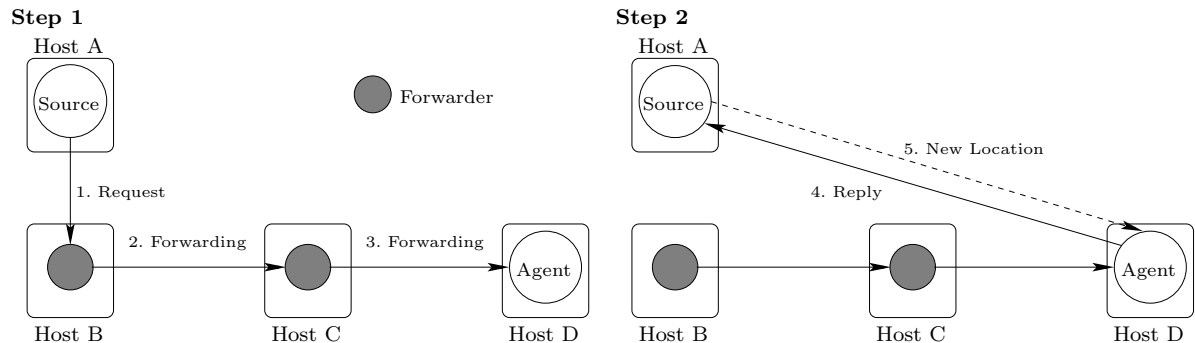 Step 1
Host A
Source
Forwarder
1. Request
2. Forwarding
3. Forwarding
Agent
Host B
Host C
Host D
Step 2
Host A
Source
5. New Location
4. Reply
Agent
Host B
Host C
Host D